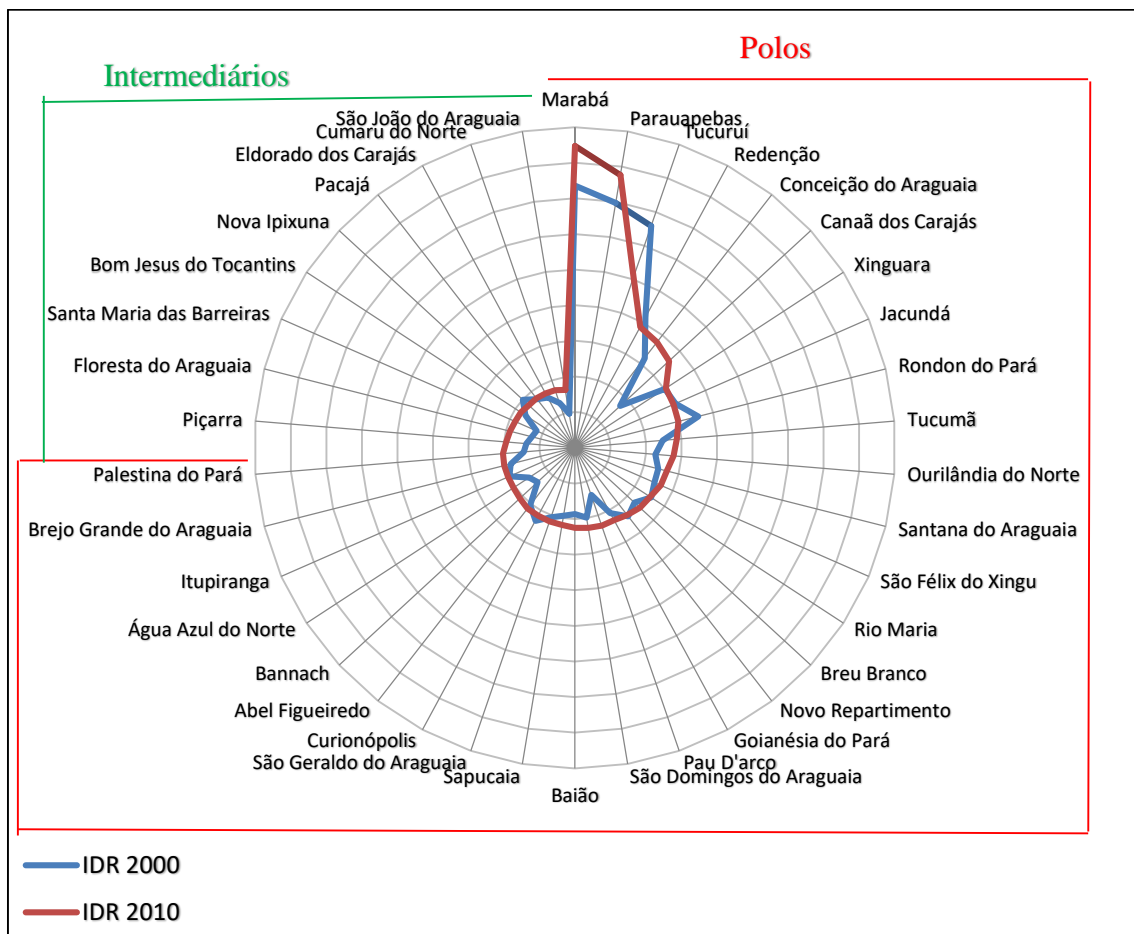 Polos
Intermediários
Marabá
Parauapebas
Tucuruí
Redenção
Conceição do Araguaia
Canaã dos Carajás
Xinguara
Jacundá
Rondon do Pará
Tucumã
Ourilândia do Norte
Santana do Araguaia
São Félix do Xingu
Rio Maria
Breu Branco
Novo Repartimento
Goianésia do Pará
Pau D'arco
São Domingos do Araguaia
Baião
Sapucaia
São Geraldo do Araguaia
Curionópolis
Abel Figueiredo
Bannach
Água Azul do Norte
Itupiranga
Brejo Grande do Araguaia
Palestina do Pará
Piçarra
Floresta do Araguaia
Santa Maria das Barreiras
Bom Jesus do Tocantins
Nova Ipixuna
Pacajá
Eldorado dos Carajás
Cumaru do Norte
São João do Araguaia
IDR 2000
IDR 2010